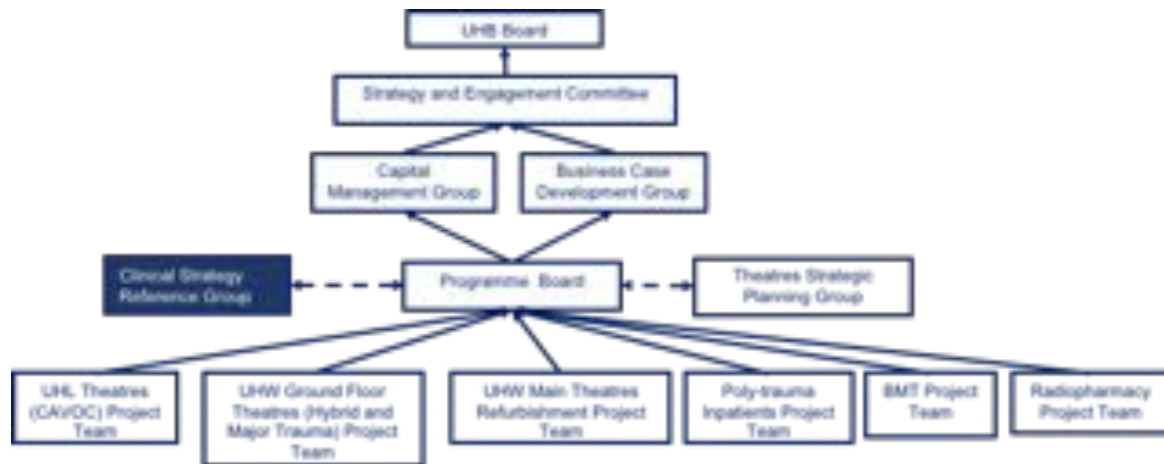 UHB Board
Strategy and Engagement Committee
Capital
Management Group
Business Case
Development Group
Clinical Strategy
Reference Group
Programme Board
Theatres Strategic
Planning Group
UHL Theatres
(CAVOC) Project
Team
UHW Ground Floor
Theatres (Hybrid and
Major Trauma) Project
Team
UHW Main Theatres
Refurbishment Project
Team
Poly-trauma
Inpatients Project
Team
BMT Project
Team
Radiopharmacy
Project Team